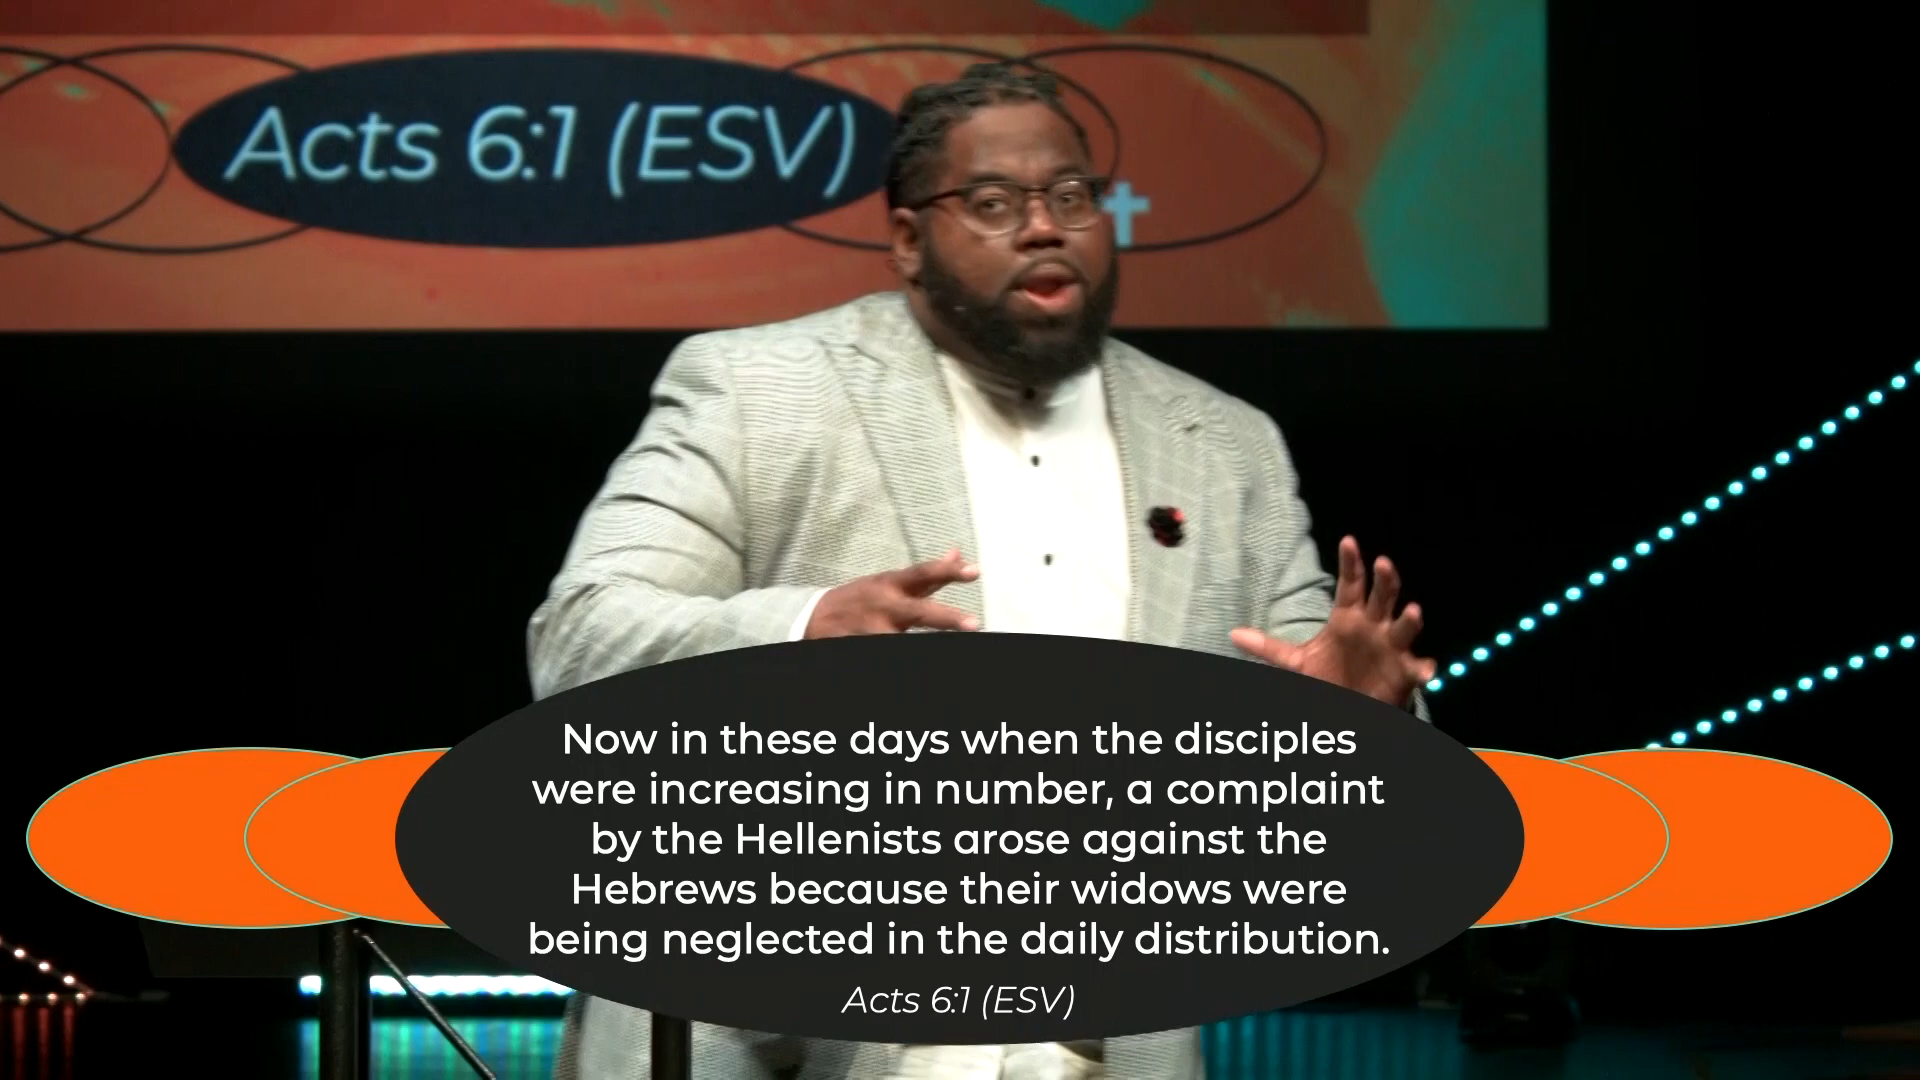 Acts 6:1 (ESV)
Now in these days when the disciples
were increasing in number, a complaint
by the Hellenists arose against the
Hebrews because their widows were
being neglected in the daily distribution.
Acts 6:1 (ESV)